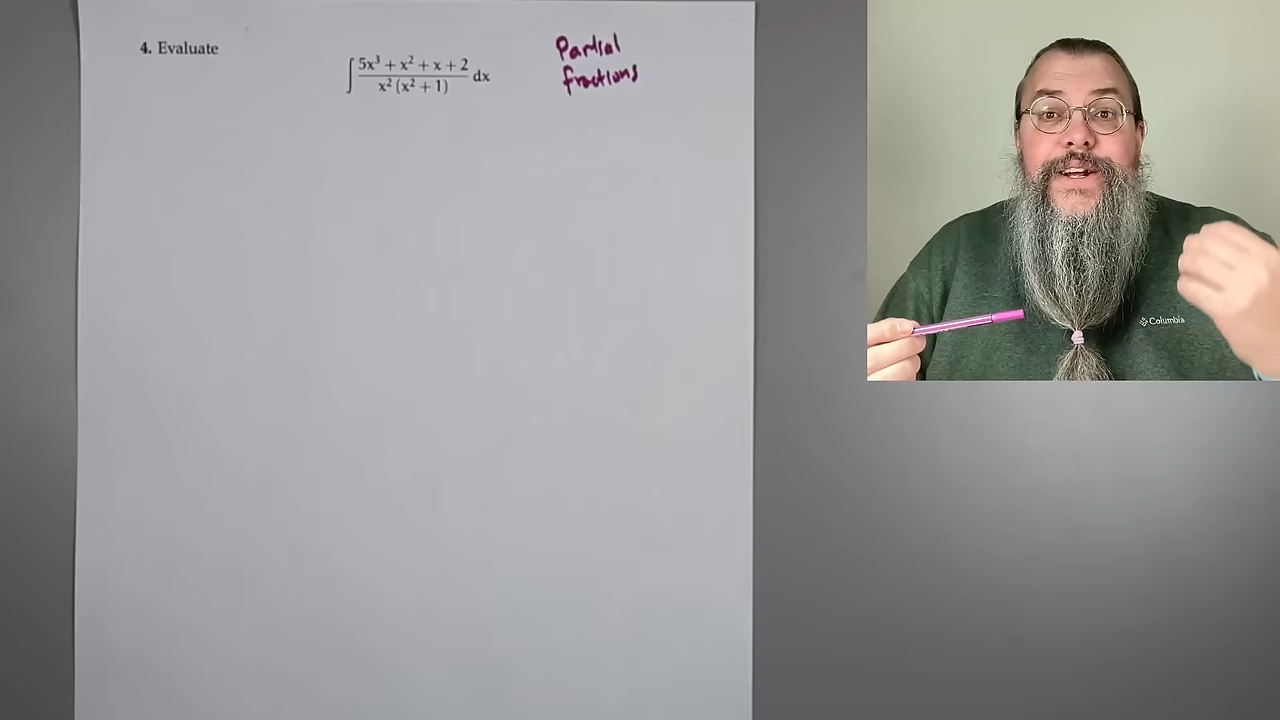 4. Evaluate
∫ 5x³ + x² + x + 2 / x² (x² + 1) dx
Partial
fractions
Columbia